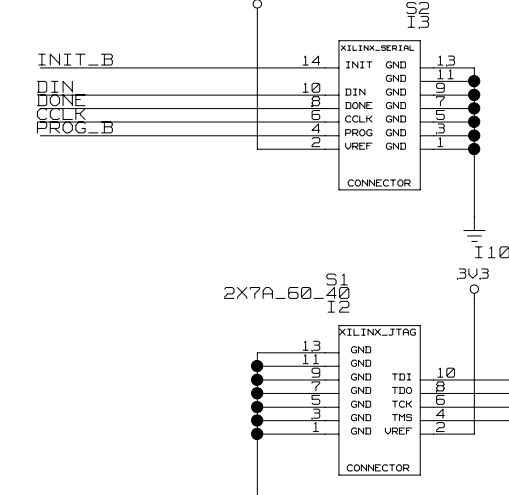 S2
I3
XILINX_SERIAL
INIT_B 14 INIT GND 13
GND 11
DIN 10 DIN GND 9
DONE 8 DONE GND 7
CCLK 6 CCLK GND 5
PROG_B 4 PROG GND 3
2 VREF GND 1
CONNECTOR
I10
3V3
S1
2X7A_60_40
I2
XILINX_JTAG
13 GND
11 GND
9 GND TDI 10
7 GND TDO 8
5 GND TCK 6
3 GND TMS 4
1 GND VREF 2
CONNECTOR